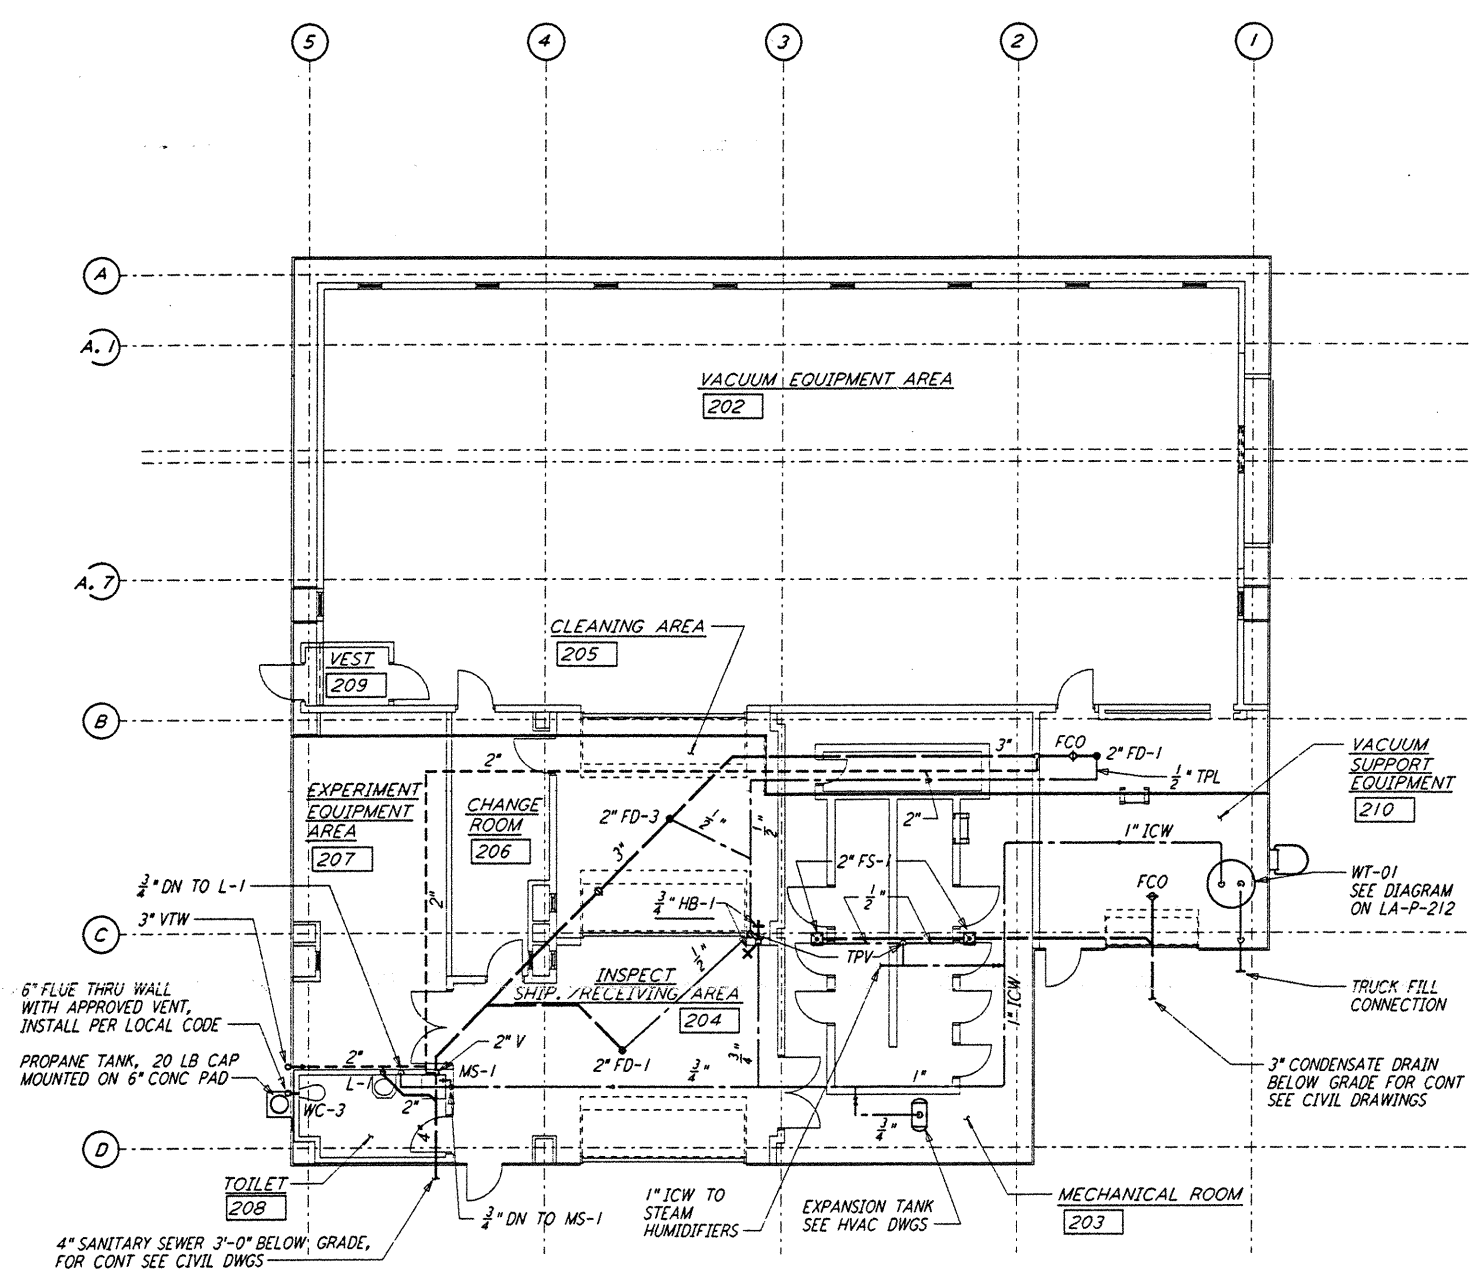 5
4
3
2
1
A
A.1
VACUUM EQUIPMENT AREA
202
A.7
CLEANING AREA
205
VEST
209
B
2"
3"
FCO
2" FD-1
1/2" TPL
VACUUM
SUPPORT
EQUIPMENT
210
EXPERIMENT
EQUIPMENT
AREA
207
CHANGE
ROOM
206
2" FD-3
2 1/2"
1/2"
2"
1" ICW
3"
2" FS-1
3/4" DN TO L-1
2"
3/4" HB-1
1/2"
FCO
WT-01
SEE DIAGRAM
ON LA-P-212
3" VTW
C
TPV
1/2"
INSPECT
SHIP./RECEIVING AREA
204
6" FLUE THRU WALL
WITH APPROVED VENT,
INSTALL PER LOCAL CODE
1" ICW
TRUCK FILL
CONNECTION
2" V
PROPANE TANK, 20 LB CAP
MOUNTED ON 6" CONC PAD
2"
MS-1
2" FD-1
3/4"
3/4"
1"
3" CONDENSATE DRAIN
BELOW GRADE FOR CONT
SEE CIVIL DRAWINGS
L-1
WC-3
2"
4"
3/4"
D
TOILET
208
3/4" DN TO MS-1
1" ICW TO
STEAM
HUMIDIFIERS
EXPANSION TANK
SEE HVAC DWGS
MECHANICAL ROOM
203
4" SANITARY SEWER 3'-0" BELOW GRADE,
FOR CONT SEE CIVIL DWGS